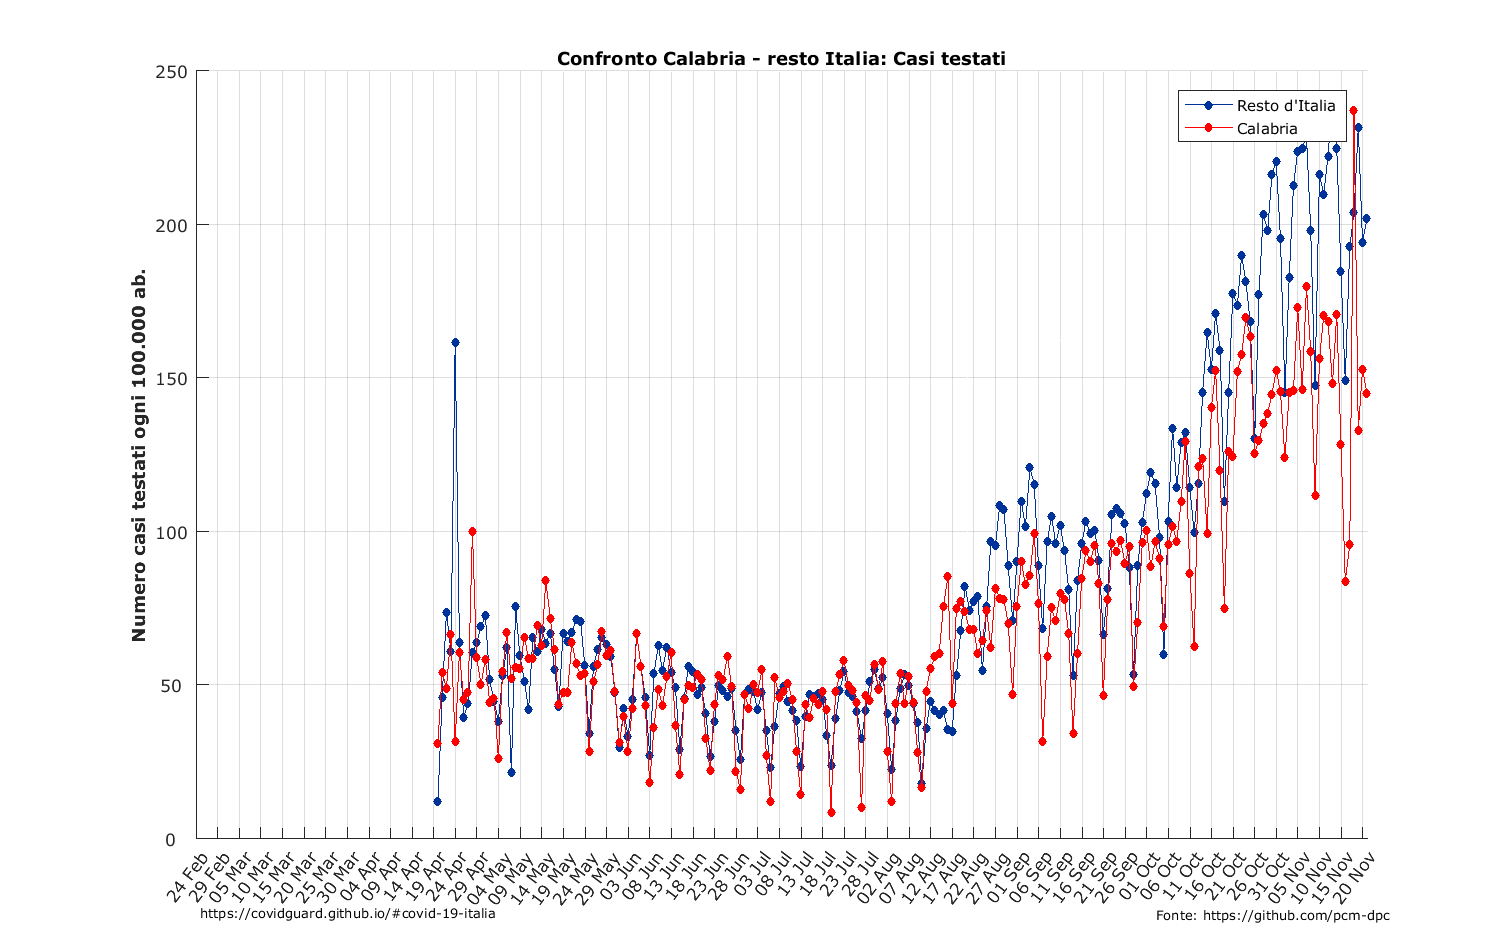 Confronto Calabria - resto Italia: Casi testati
Resto d'Italia
Calabria
Numero casi testati ogni 100.000 ab.
250
200
150
100
50
0
24 Feb
29 Feb
05 Mar
10 Mar
15 Mar
20 Mar
25 Mar
30 Mar
04 Apr
09 Apr
14 Apr
19 Apr
24 Apr
29 Apr
04 May
09 May
14 May
19 May
24 May
29 May
03 Jun
08 Jun
13 Jun
18 Jun
23 Jun
28 Jun
03 Jul
08 Jul
13 Jul
18 Jul
23 Jul
28 Jul
02 Aug
07 Aug
12 Aug
17 Aug
22 Aug
27 Aug
01 Sep
06 Sep
11 Sep
16 Sep
21 Sep
26 Sep
01 Oct
06 Oct
11 Oct
16 Oct
21 Oct
26 Oct
31 Oct
05 Nov
10 Nov
15 Nov
20 Nov
https://covidguard.github.io/#covid-19-italia
Fonte: https://github.com/pcm-dpc